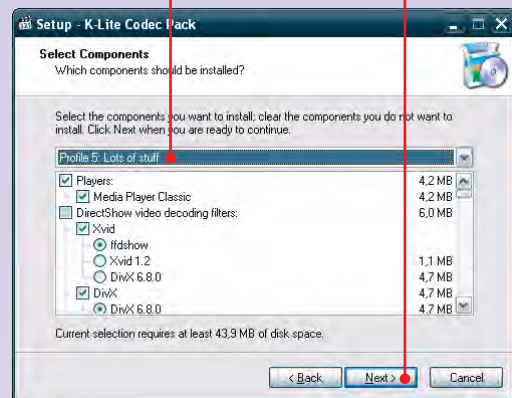 Setup - K-Lite Codec Pack
Select Components
Which components should be installed?
Select the components you want to install; clear the components you do not want to
install. Click Next when you are ready to continue.
Profile 5: Lots of stuff
Players: 4,2 MB
Media Player Classic 4,2 MB
DirectShow video decoding filters: 6,0 MB
Xvid
ffdshow
Xvid 1.2 1,1 MB
DivX 6.8.0 4,7 MB
DivX 4,7 MB
DivX 6.8.0 4,7 MB
Current selection requires at least 43,9 MB of disk space.
< Back
Next >
Cancel